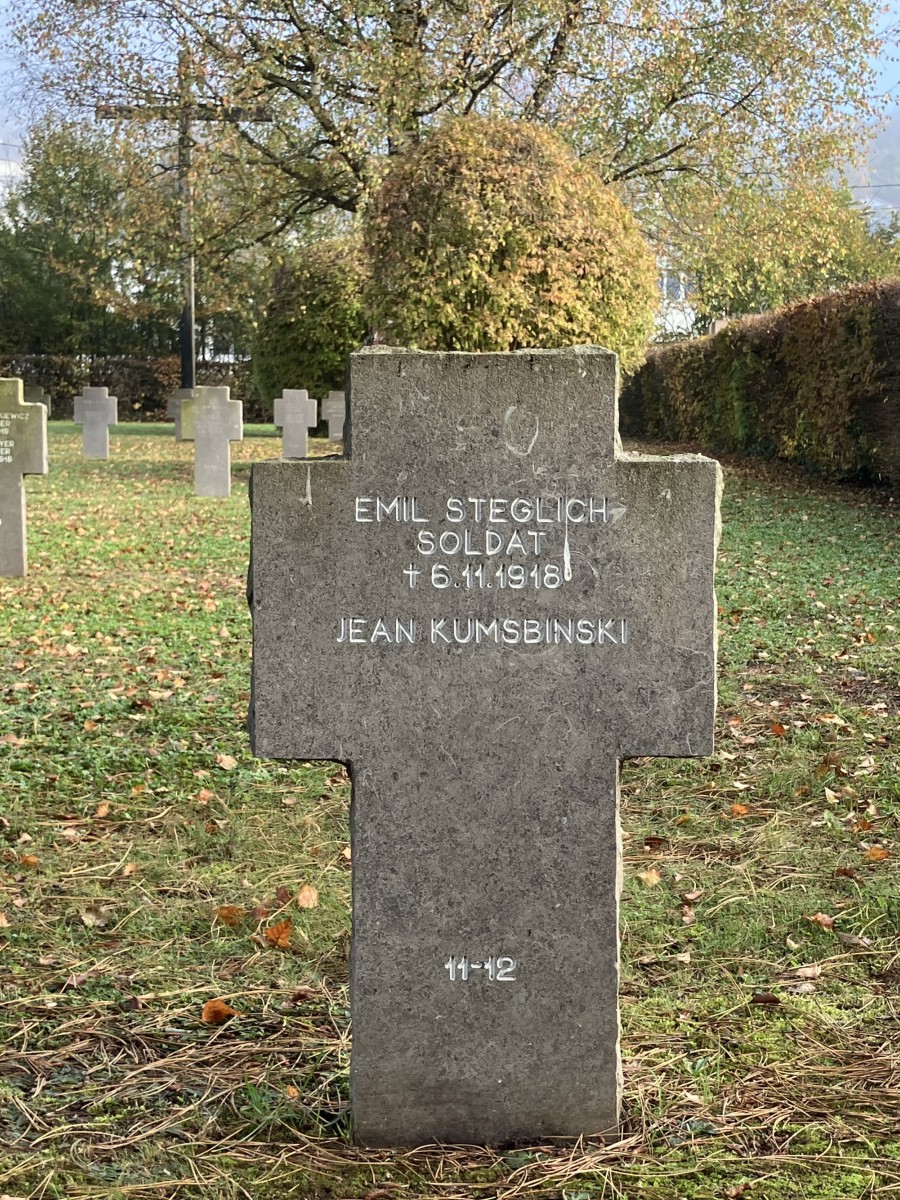 EMIL STEGLICH
SOLDAT
† 6.11.1918
JEAN KUMSBINSKI
11-12